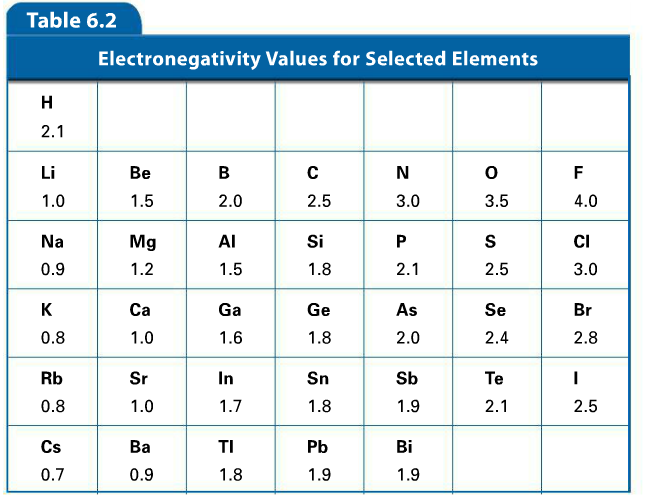 Table 6.2
Electronegativity Values for Selected Elements
H
2.1
Li Be B C N O F
1.0 1.5 2.0 2.5 3.0 3.5 4.0
Na Mg Al Si P S Cl
0.9 1.2 1.5 1.8 2.1 2.5 3.0
K Ca Ga Ge As Se Br
0.8 1.0 1.6 1.8 2.0 2.4 2.8
Rb Sr In Sn Sb Te I
0.8 1.0 1.7 1.8 1.9 2.1 2.5
Cs Ba Tl Pb Bi
0.7 0.9 1.8 1.9 1.9